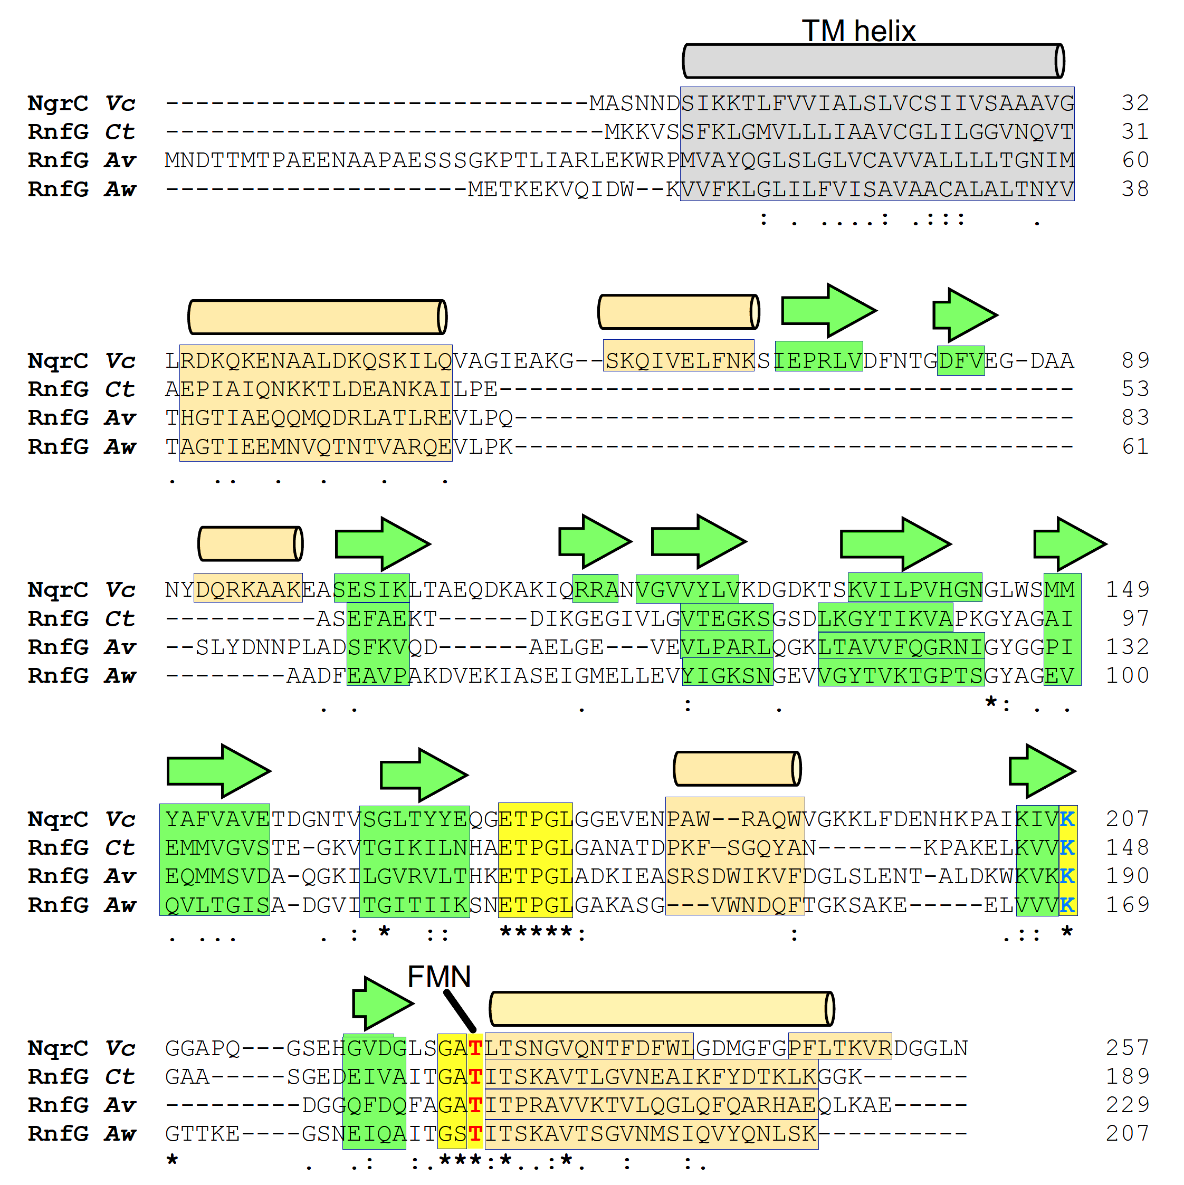 TM helix
NgrC Vc ----------------------------MASNNDSIKKTLFVVIALSLVCSIIVSAAAVG 32
RnfG Ct -----------------------------MKKVSSFKLGMVLLLIAAVCGLILGGVNQVT 31
RnfG Av MNDTTMTPAEENAAPAESSSGKPTLIARLEKWRPMVAYQGLSLGLVCAVVALLLLTGNIM 60
RnfG Aw --------------------METKEKVQIDW--KVVFKLGLILFVISAVAACALALTNYV 38
: . ....: .::: .
NqrC Vc LRDKQKENAALDKQSKILQVAGIEAKG--SKQIVELFNKSIEPRLVDFNTGDFVEG-DAA 89
RnfG Ct AEPIAIQNKKTLDEANKAILPE-------------------------------------- 53
RnfG Av THGTIAEQQMQDRLATLREVLPQ------------------------------------- 83
RnfG Aw TAGTIEEMNVQTNTVARQEVLPK------------------------------------- 61
. .. . . . .
NqrC Vc NYDQRKAAKEASESIKLTAEQDKAKIQRRANVGVVYLVKDGDKTSKVILPVHGNGLWSMM 149
RnfG Ct ----------ASEFAEKT------DIKGEGIVLGVTEGKSGSDLKGYTIKVAPKGYAGAI 97
RnfG Av --SLYDNNPLADSFKVQD------AELGE---VEVLPARLQGKLTAVVFQGRNIGYGGPI 132
RnfG Aw --------AADFEAVPAKDVEKIASEIGMELLEVYIGKSNGEVVGYTVKTGPTSGYAGEV 100
. . . : . *: . .
NqrC Vc YAFVAVETDGNTVSGLTYYEQGETPGLGGEVENPAW--RAQWVGKKLFDENHKPAIKIVK 207
RnfG Ct EMMVGVSTE-GKVTGIKILNHAETPGLGANATDPKF-SGQYAN-------KPAKELKVVK 148
RnfG Av EQMMSVDA-QGKILGVRVLTHKETPGLADKIEASRSDWIKVFDGLSLENT-ALDKWKVKK 190
RnfG Aw QVLTGISA-DGVITGITIIKSNETPGLGAKASG---VWNDQFTGKSAKE-----ELVVVK 169
. ... . : * :: *****: : .:: *
FMN
NqrC Vc GGAPQ---GSEHGVDGLSGATLTSNGVQNTFDFWLGDMGFGPFLTKVRDGGLN 257
RnfG Ct GAA-----SGEDEIVAITGATITSKAVTLGVNEAIKFYDTKLKGGK------- 189
RnfG Av ---------DGGQFDQFAGATITPRAVVKTVLQGLQFQARHAEQLKAE----- 229
RnfG Aw GTTKE----GSNEIQAITGSTITSKAVTSGVNMSIQVYQNLSK---------- 207
* . .: :.***:*..:*. : :.